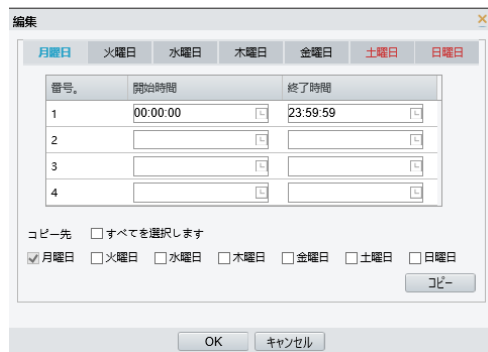 編集
月曜日 火曜日 水曜日 木曜日 金曜日 土曜日 日曜日
番号。 開始時間 終了時間
1 00:00:00 23:59:59
2
3
4
コピー先 すべてを選択します
月曜日 火曜日 水曜日 木曜日 金曜日 土曜日 日曜日
コピー
OK キャンセル